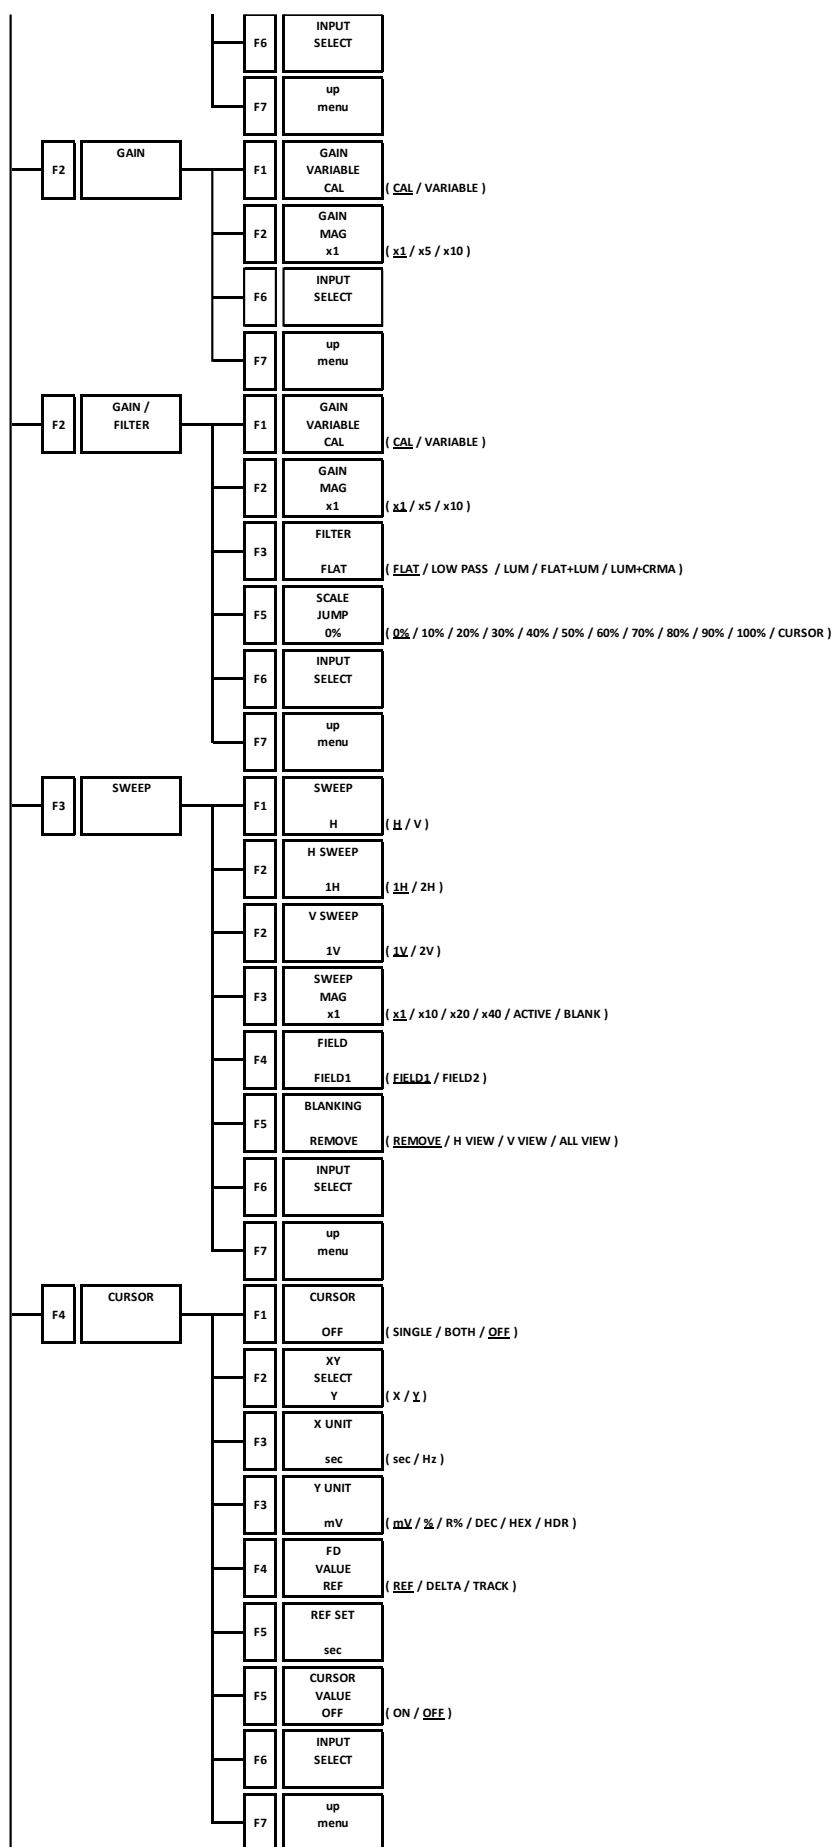 F6
INPUT
SELECT
F7
up
menu
F2
GAIN
F1
GAIN
VARIABLE
CAL
( CAL / VARIABLE )
F2
GAIN
MAG
x1
( x1 / x5 / x10 )
F6
INPUT
SELECT
F7
up
menu
F2
GAIN /
FILTER
F1
GAIN
VARIABLE
CAL
( CAL / VARIABLE )
F2
GAIN
MAG
x1
( x1 / x5 / x10 )
F3
FILTER
FLAT
( FLAT / LOW PASS / LUM / FLAT+LUM / LUM+CRMA )
F5
SCALE
JUMP
0%
( 0% / 10% / 20% / 30% / 40% / 50% / 60% / 70% / 80% / 90% / 100% / CURSOR )
F6
INPUT
SELECT
F7
up
menu
F3
SWEEP
F1
SWEEP
H
( H / V )
F2
H SWEEP
1H
( 1H / 2H )
F2
V SWEEP
1V
( 1V / 2V )
F3
SWEEP
MAG
x1
( x1 / x10 / x20 / x40 / ACTIVE / BLANK )
F4
FIELD
FIELD1
( FIELD1 / FIELD2 )
F5
BLANKING
REMOVE
( REMOVE / H VIEW / V VIEW / ALL VIEW )
F6
INPUT
SELECT
F7
up
menu
F4
CURSOR
F1
CURSOR
OFF
( SINGLE / BOTH / OFF )
F2
XY
SELECT
Y
( X / Y )
F3
X UNIT
sec
( sec / Hz )
F3
Y UNIT
mV
( mV / % / R% / DEC / HEX / HDR )
F4
FD
VALUE
REF
( REF / DELTA / TRACK )
F5
REF SET
sec
F5
CURSOR
VALUE
OFF
( ON / OFF )
F6
INPUT
SELECT
F7
up
menu